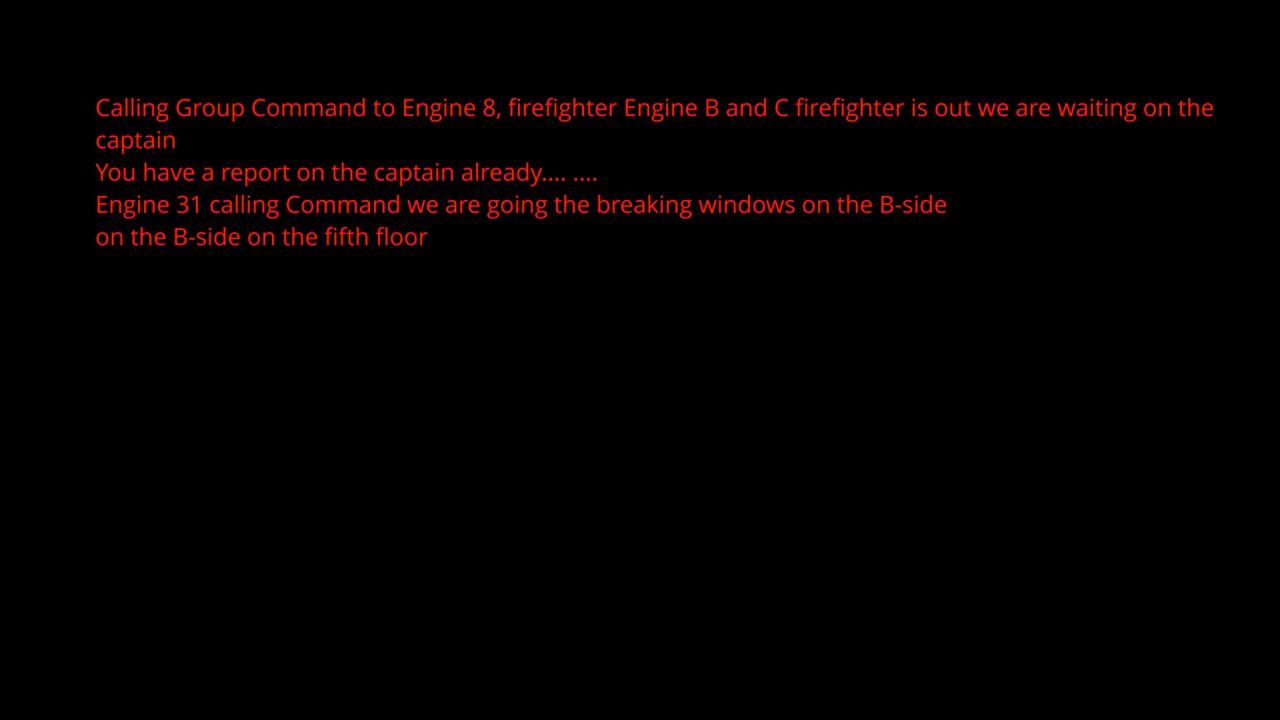 Calling Group Command to Engine 8, firefighter Engine B and C firefighter is out we are waiting on the
captain
You have a report on the captain already.... ....
Engine 31 calling Command we are going the breaking windows on the B-side
on the B-side on the fifth floor